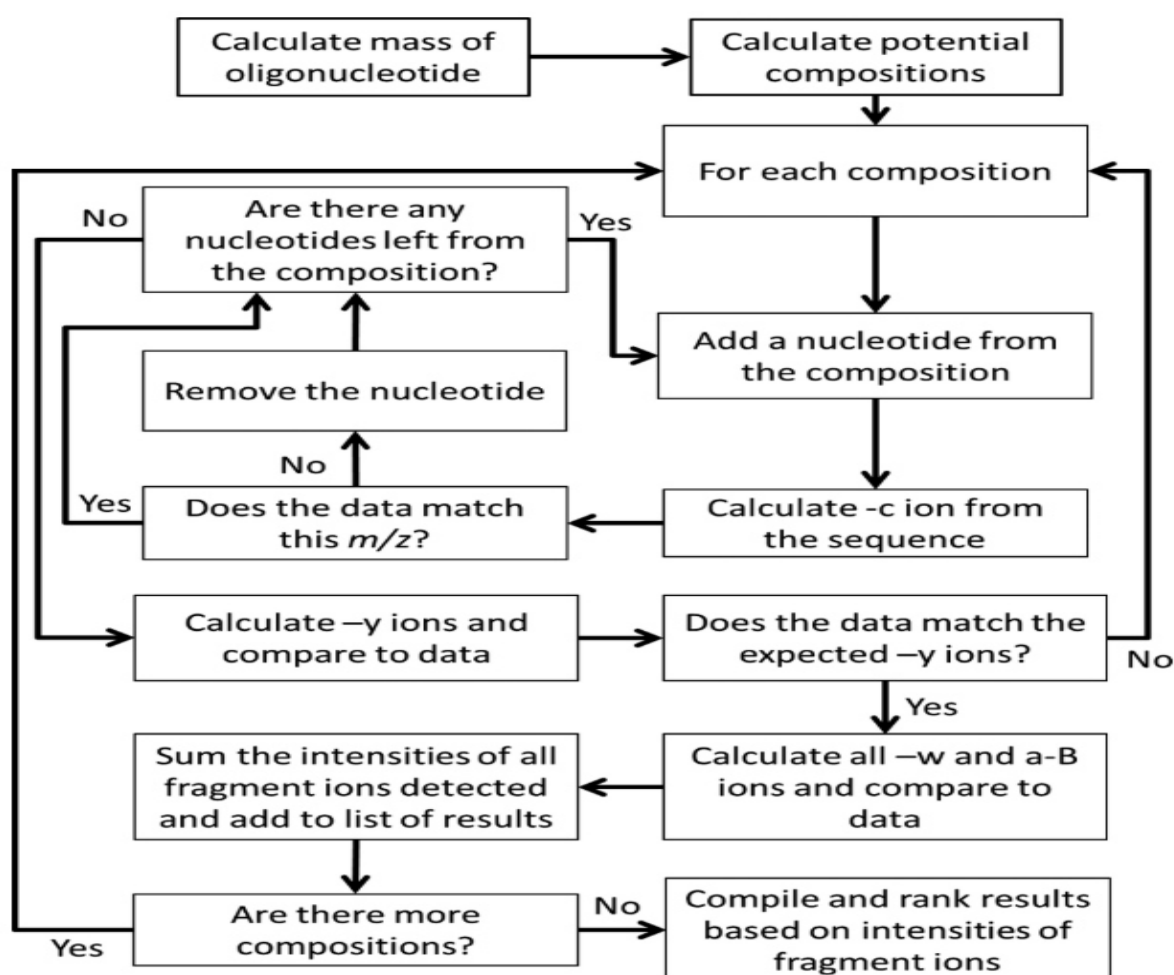 Calculate mass of
oligonucleotide
Calculate potential
compositions
For each composition
No
Are there any
nucleotides left from
the composition?
Yes
Add a nucleotide from
the composition
Remove the nucleotide
No
Yes
Does the data match
this m/z?
Calculate -c ion from
the sequence
Calculate –y ions and
compare to data
Does the data match the
expected –y ions?
No
Yes
Sum the intensities of all
fragment ions detected
and add to list of results
Calculate all –w and a-B
ions and compare to
data
Yes
Are there more
compositions?
No
Compile and rank results
based on intensities of
fragment ions